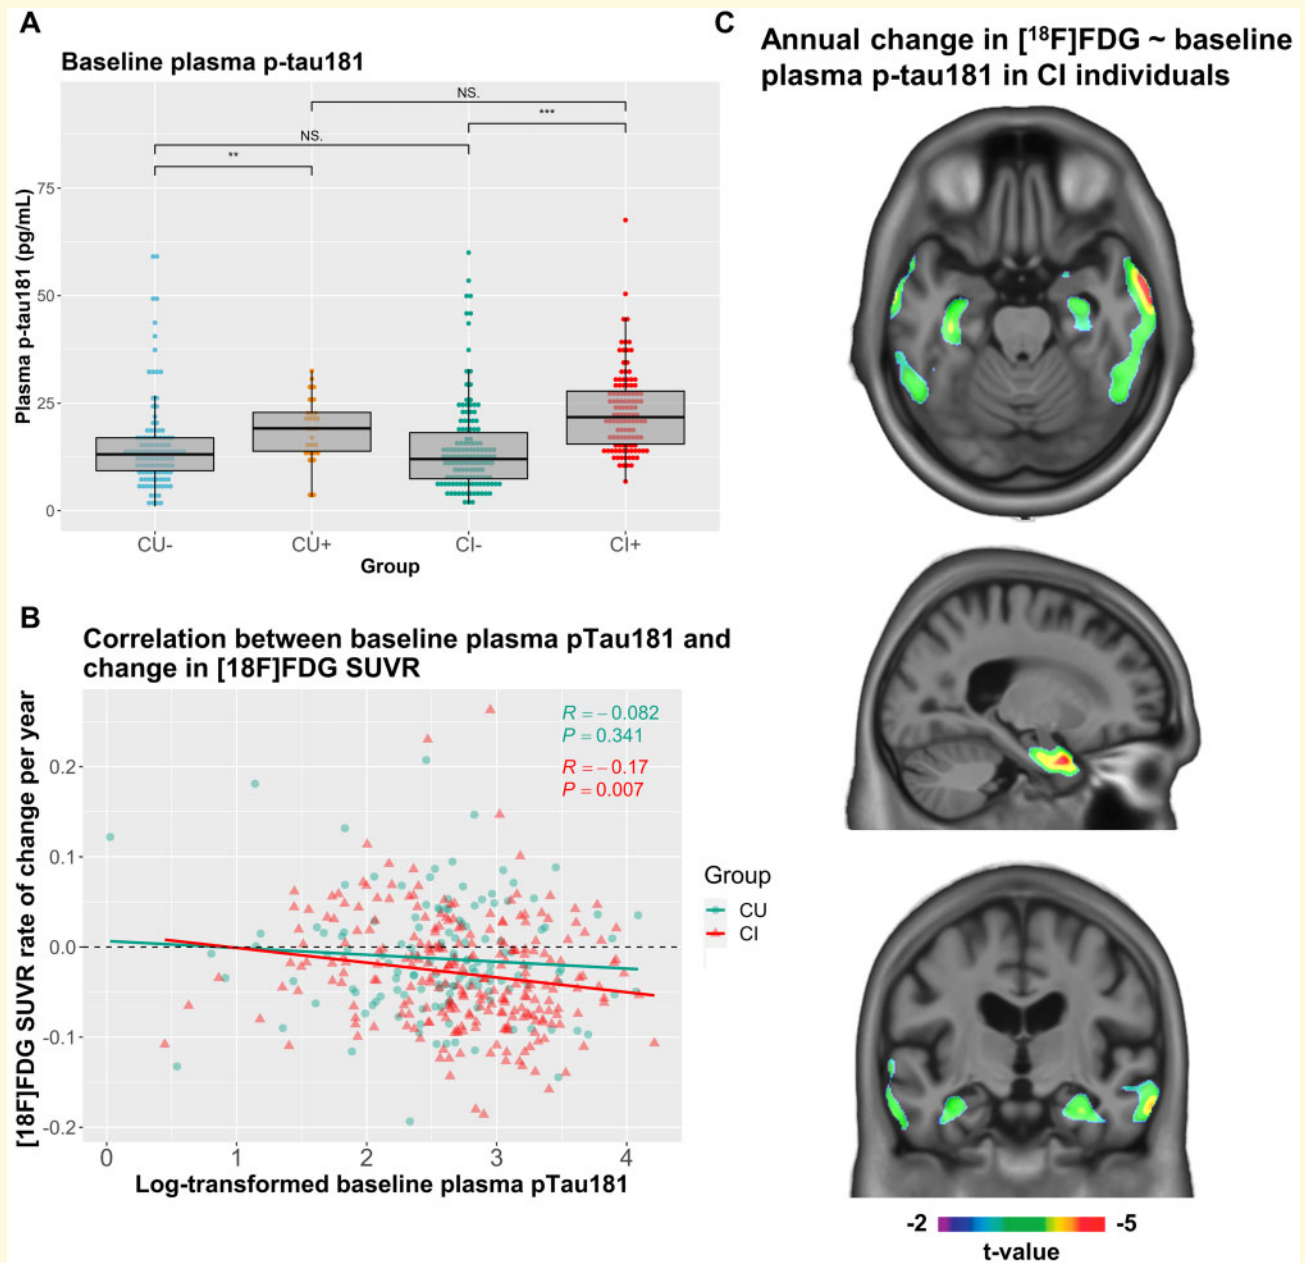 A
Baseline plasma p-tau181
NS.
***
NS.
**
75
50
25
0
Plasma p-tau181 (pg/mL)
CU-
CU+
CI-
CI+
Group
B
Correlation between baseline plasma pTau181 and
change in [18F]FDG SUVR
R = − 0.082
P = 0.341
R = − 0.17
P = 0.007
0.2
0.1
0.0
-0.1
-0.2
[18F]FDG SUVR rate of change per year
0
1
2
3
4
Log-transformed baseline plasma pTau181
Group
CU
CI
C
Annual change in [¹⁸F]FDG ~ baseline
plasma p-tau181 in CI individuals
-2
-5
t-value